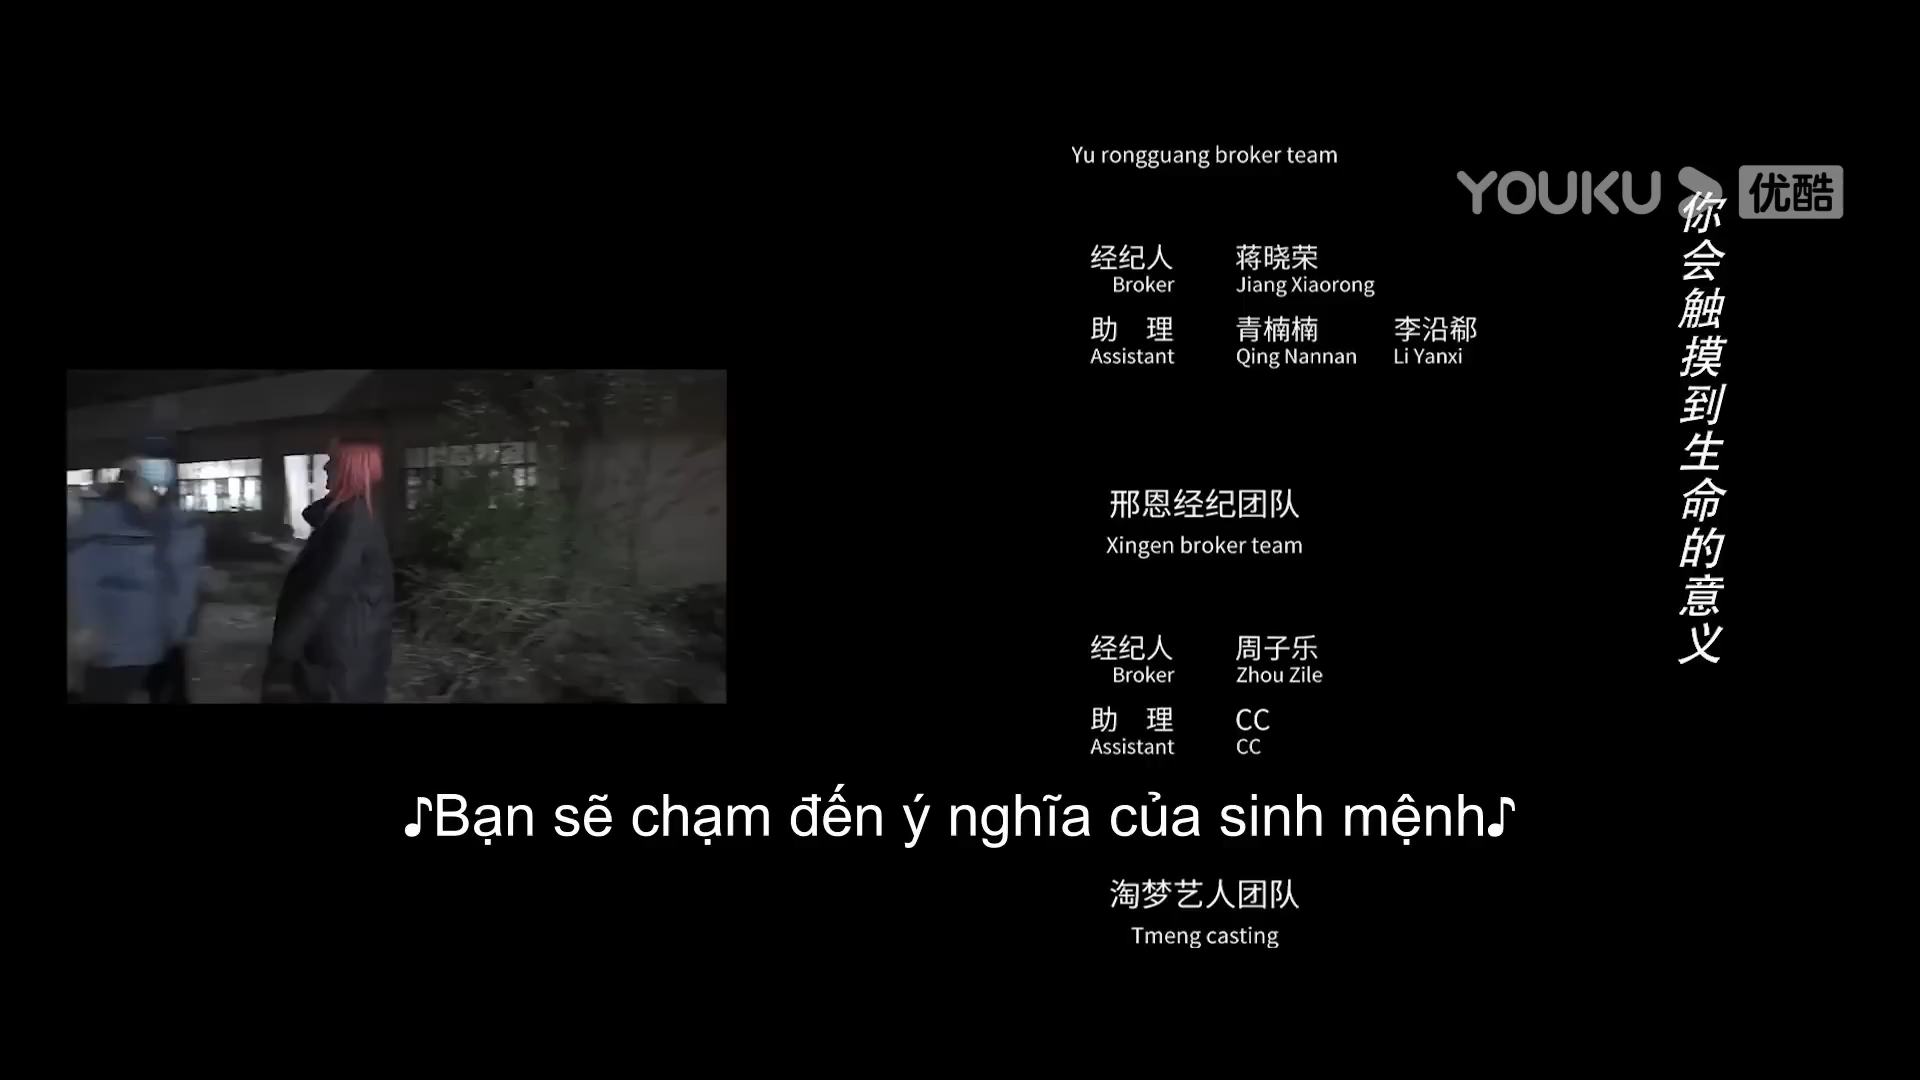 Yu rongguang broker team
YOUKU 优酷
经纪人 蒋晓荣
Broker Jiang Xiaorong
助 理 青楠楠 李沿郗
Assistant Qing Nannan Li Yanxi
邢恩经纪团队
Xingen broker team
经纪人 周子乐
Broker Zhou Zile
助 理 CC
Assistant CC
♪Bạn sẽ chạm đến ý nghĩa của sinh mệnh♪
淘梦艺人团队
Tmeng casting
你会触摸到生命的意义